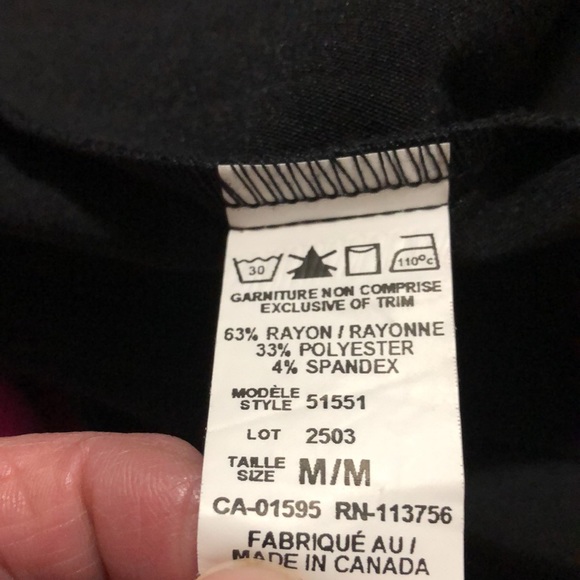 30
110°C
GARNITURE NON COMPRISE
EXCLUSIVE OF TRIM
63% RAYON / RAYONNE
33% POLYESTER
4% SPANDEX
MODÈLE
STYLE 51551
LOT 2503
TAILLE
SIZE M/M
CA-01595 RN-113756
FABRIQUÉ AU /
MADE IN CANADA